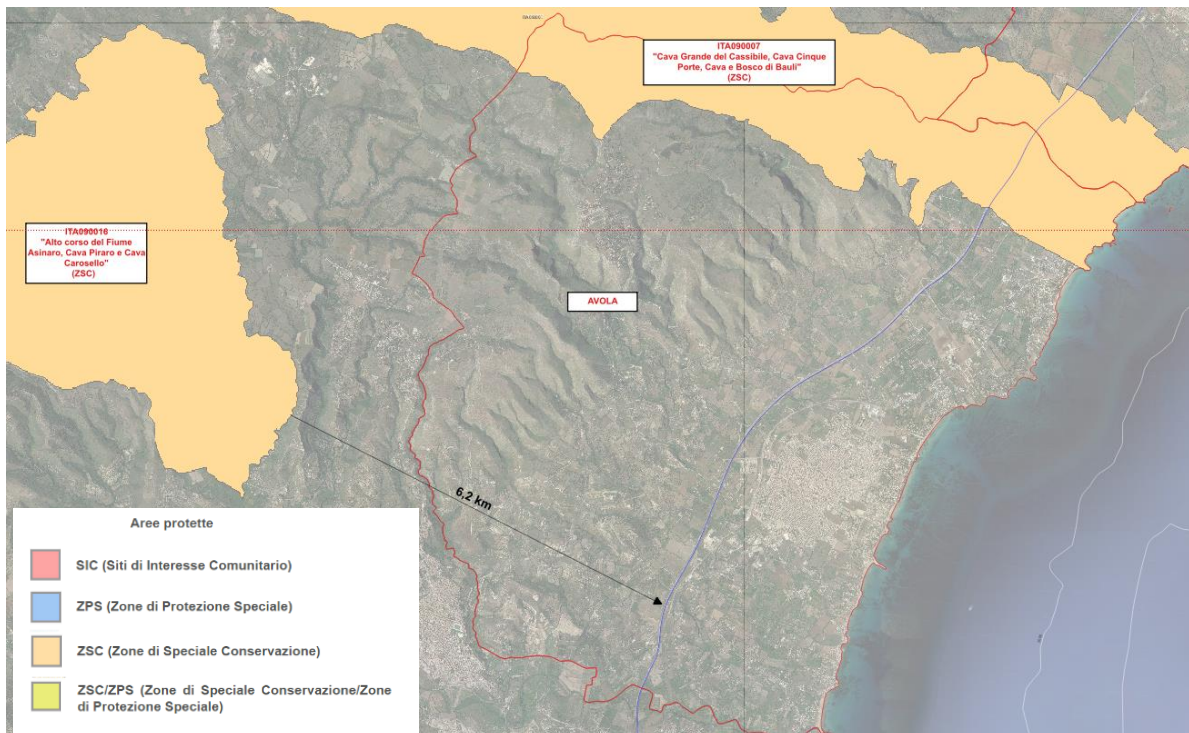 ITA090007
"Cava Grande del Cassibile, Cava Cinque
Porte, Cava e Bosco di Bauli"
(ZSC)
ITA090016
"Alto corso del Fiume
Asinaro, Cava Piraro e Cava
Carosello"
(ZSC)
AVOLA
6,2 km
Aree protette
SIC (Siti di Interesse Comunitario)
ZPS (Zone di Protezione Speciale)
ZSC (Zone di Speciale Conservazione)
ZSC/ZPS (Zone di Speciale Conservazione/Zone
di Protezione Speciale)